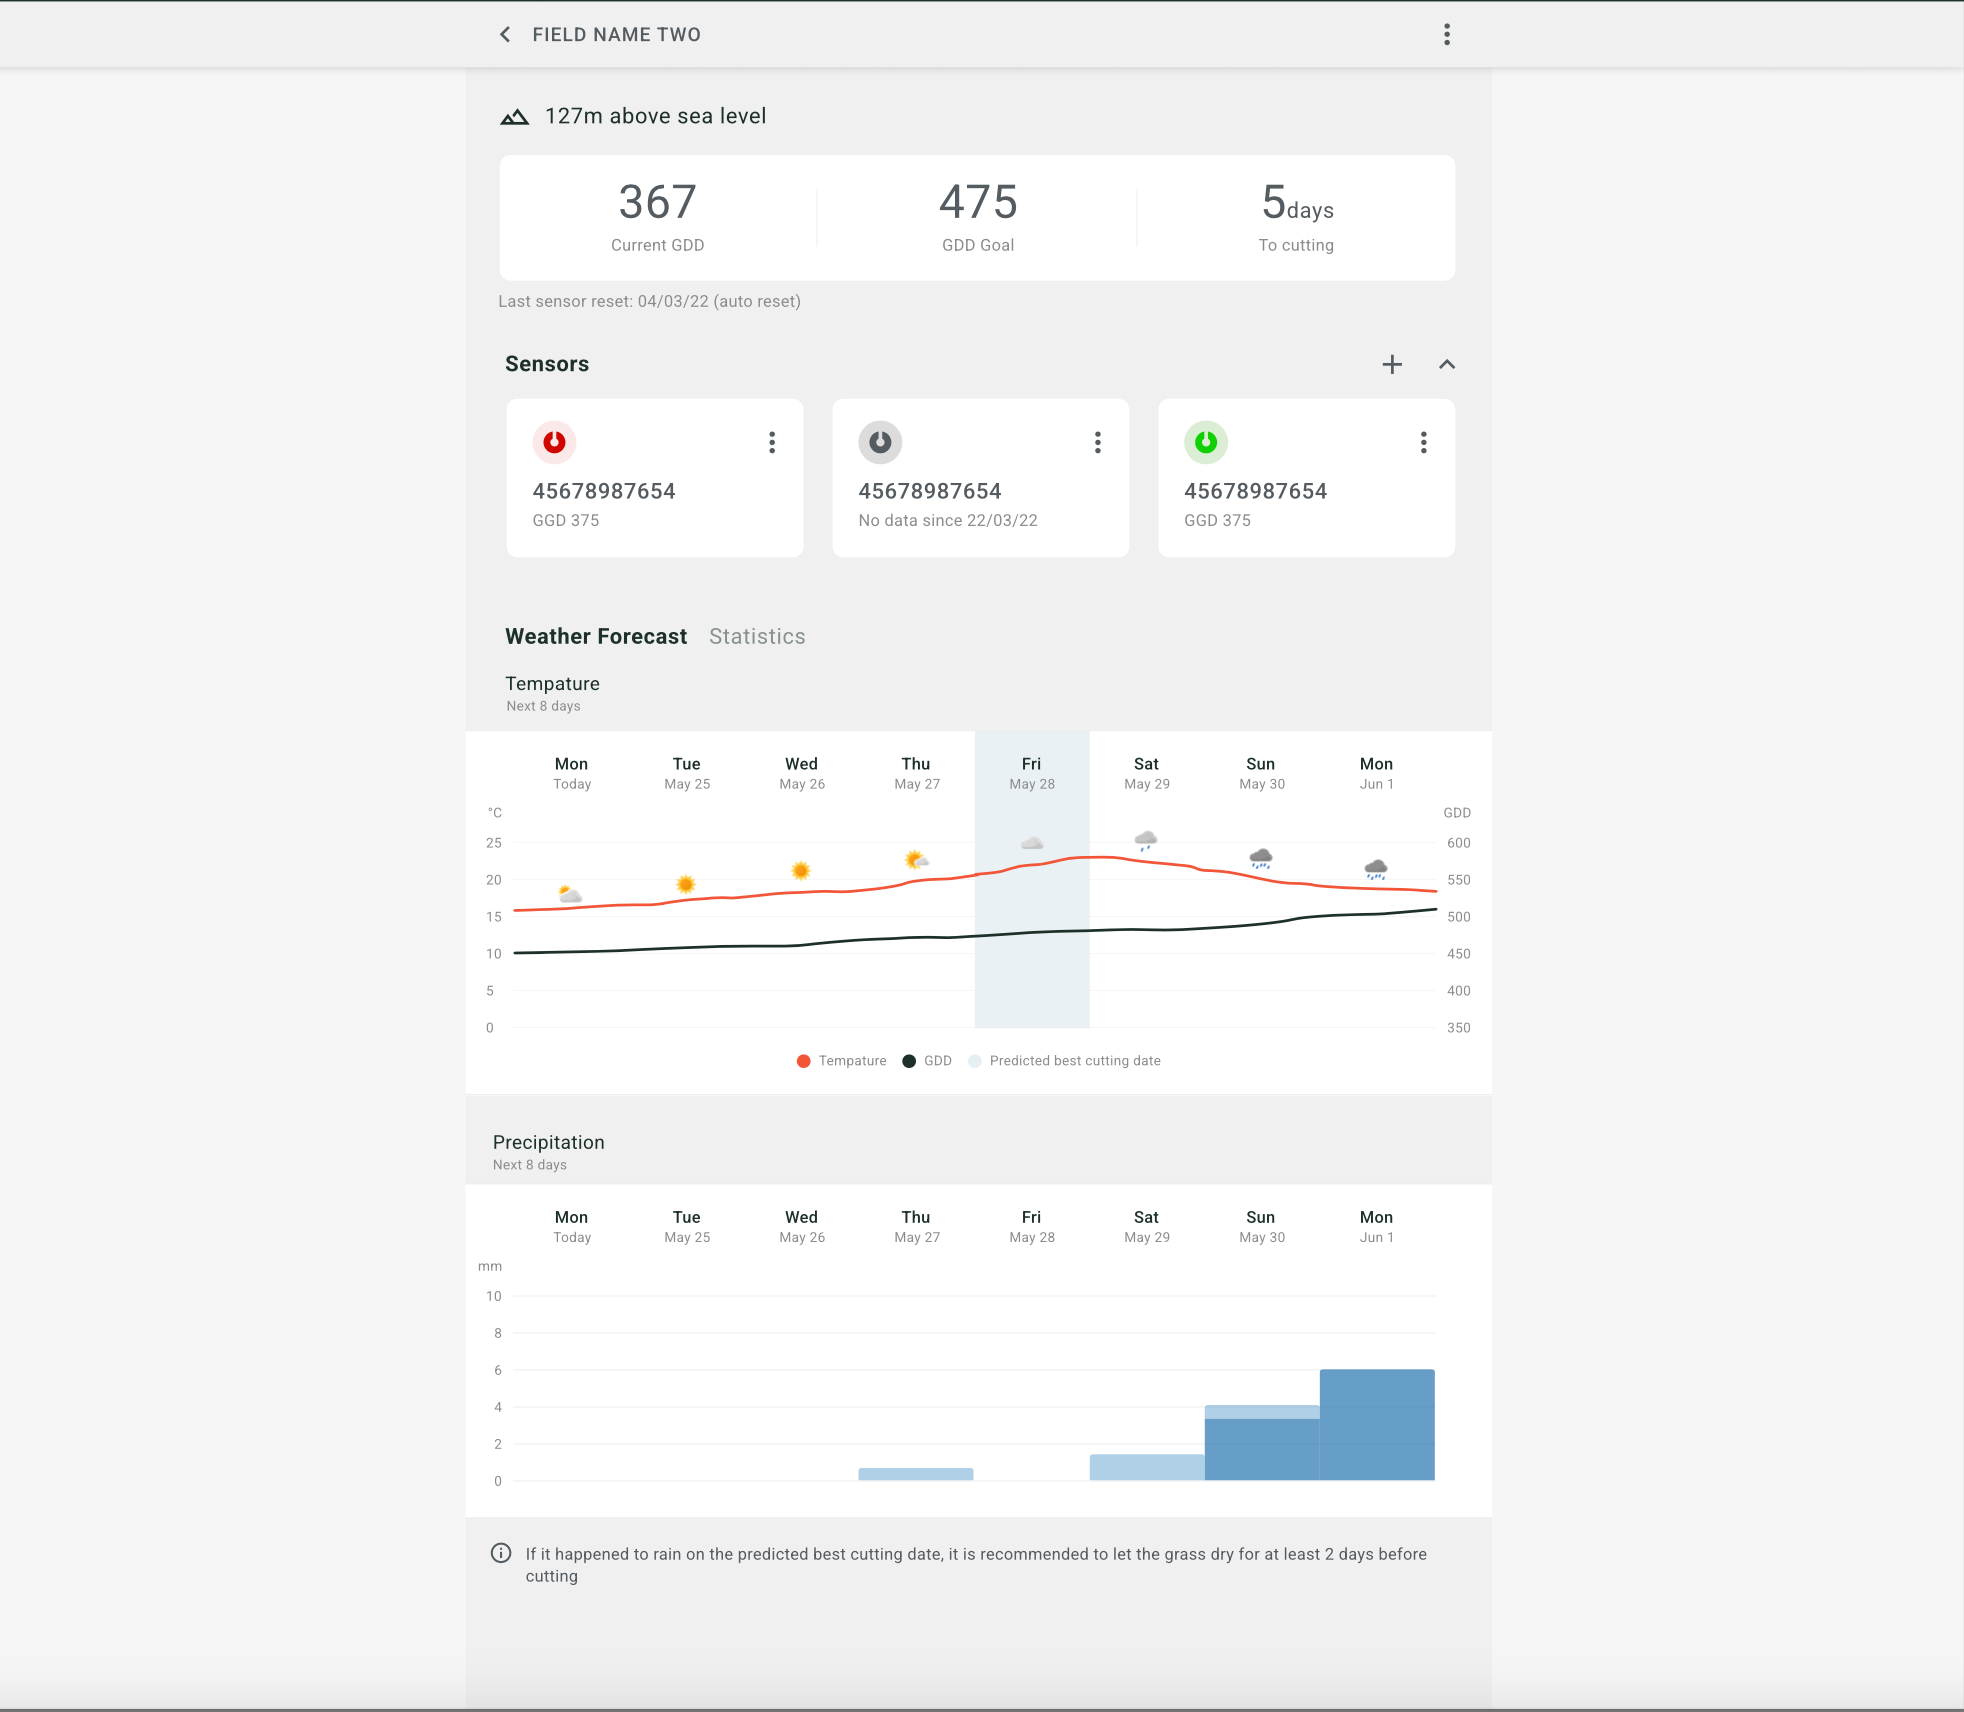 FIELD NAME TWO
127m above sea level
367 475 5days
Current GDD GDD Goal To cutting
Last sensor reset: 04/03/22 (auto reset)
Sensors
45678987654 45678987654 45678987654
GGD 375 No data since 22/03/22 GGD 375
Weather Forecast Statistics
Tempature
Next 8 days
Mon Tue Wed Thu Fri Sat Sun Mon
Today May 25 May 26 May 27 May 28 May 29 May 30 Jun 1
°C GDD
25 600
20 550
15 500
10 450
5 400
0 350
Tempature GDD Predicted best cutting date
Precipitation
Next 8 days
Mon Tue Wed Thu Fri Sat Sun Mon
Today May 25 May 26 May 27 May 28 May 29 May 30 Jun 1
mm
10
8
6
4
2
0
If it happened to rain on the predicted best cutting date, it is recommended to let the grass dry for at least 2 days before
cutting